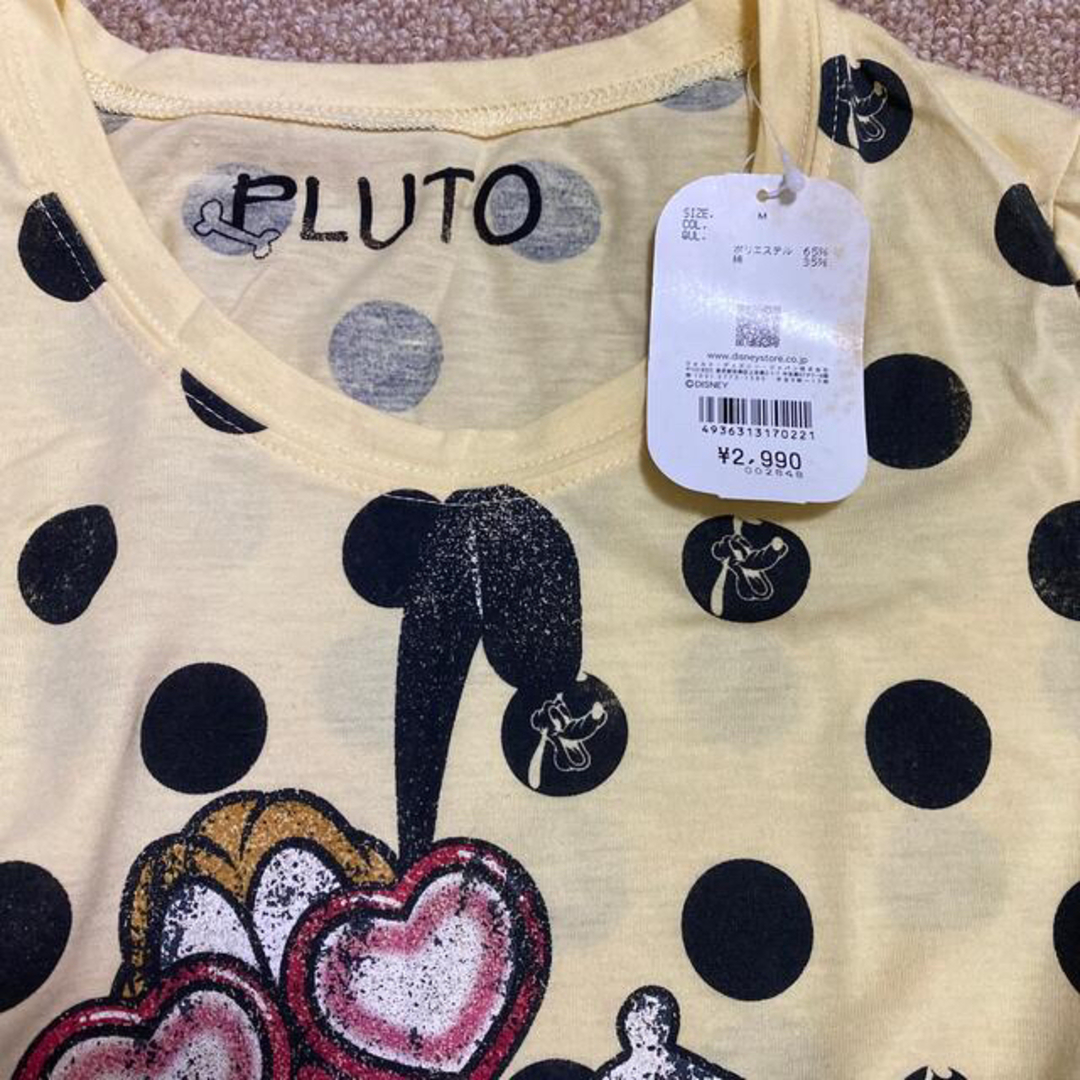 PLUTO
SIZE. M
COL.
QUL.
ポリエステル 65%
綿 35%
www.disneystore.co.jp
©DISNEY
4936313170221
¥2,990
002848